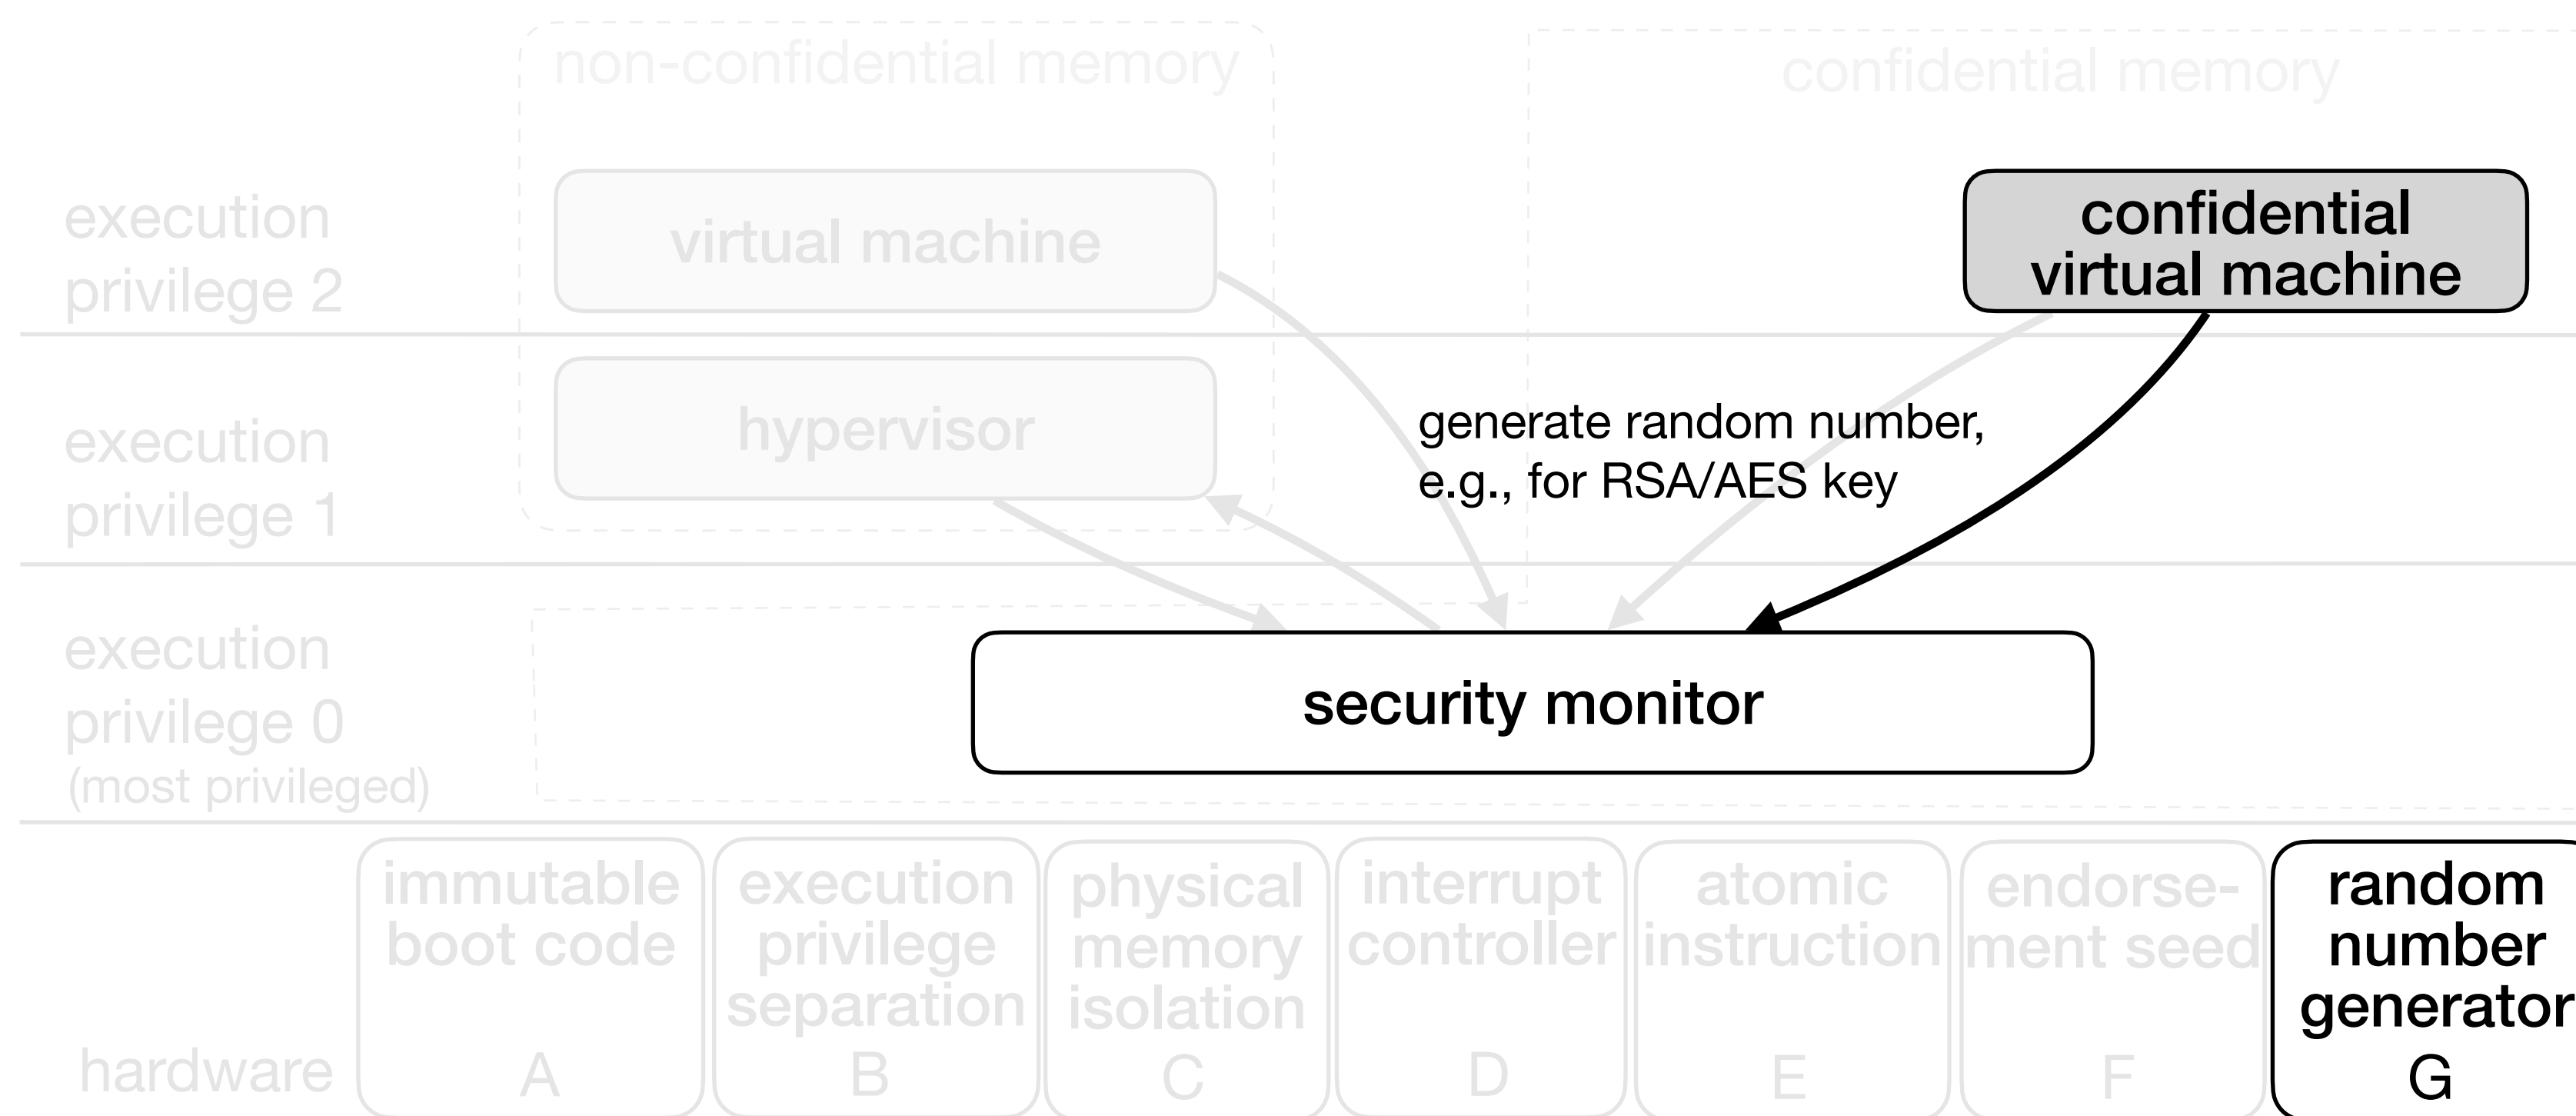 non-confidential memory
confidential memory
execution
privilege 2
virtual machine
confidential
virtual machine
execution
privilege 1
hypervisor
generate random number,
e.g., for RSA/AES key
execution
privilege 0
(most privileged)
security monitor
hardware
immutable
boot code
A
execution
privilege
separation
B
physical
memory
isolation
C
interrupt
controller
D
atomic
instruction
E
endorse-
ment seed
F
random
number
generator
G